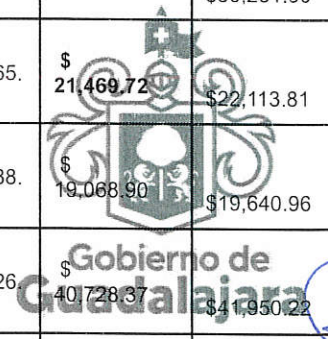 65. $ 21,469.72 $22,113.81
38. $ 19,068.90 $19,640.96
Gobierno de
26. $ 40,728.37 $41,950.22
Guadalajara